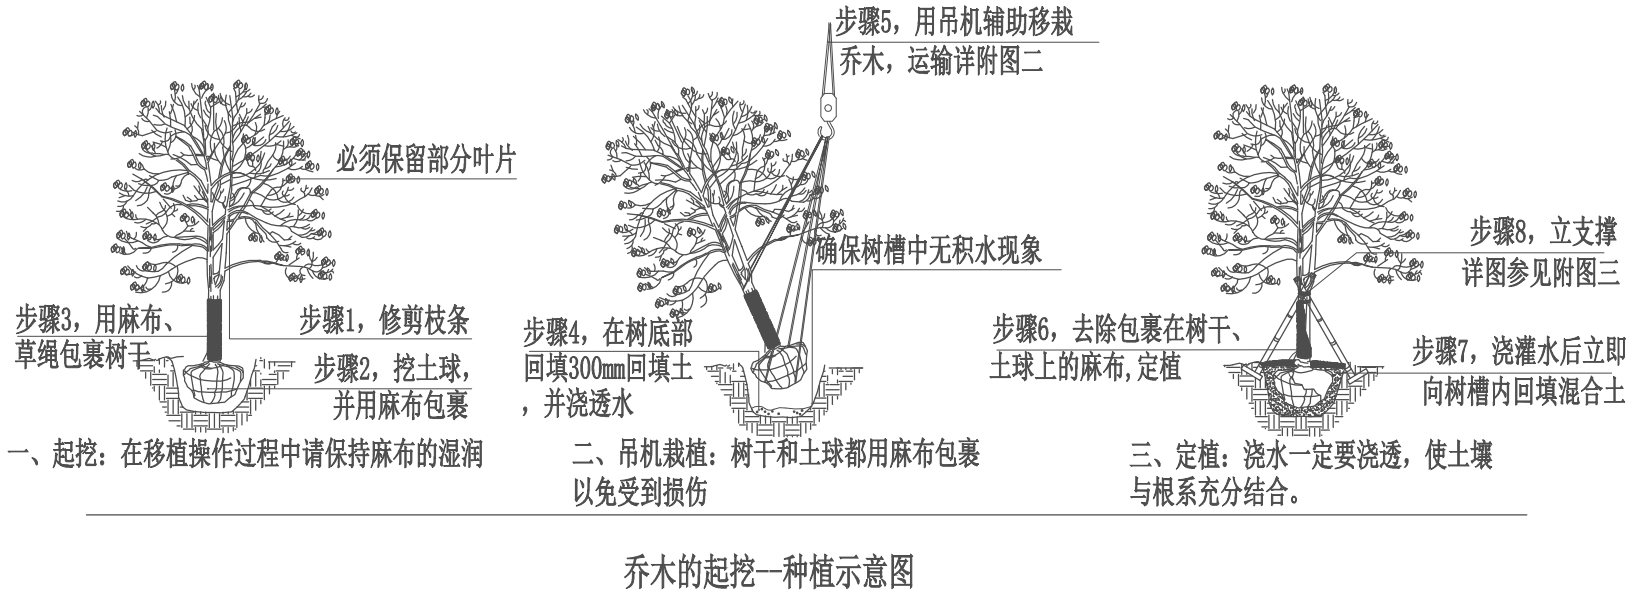 步骤5，用吊机辅助移栽
乔木，运输详附图二
必须保留部分叶片
步骤3，用麻布、
草绳包裹树干
步骤1，修剪枝条
步骤2，挖土球，
并用麻布包裹
一、起挖：在移植操作过程中请保持麻布的湿润
确保树槽中无积水现象
步骤4，在树底部
回填300mm回填土
，并浇透水
二、吊机栽植：树干和土球都用麻布包裹
以免受到损伤
步骤8，立支撑
详图参见附图三
步骤6，去除包裹在树干、
土球上的麻布,定植
步骤7，浇灌水后立即
向树槽内回填混合土
三、定植：浇水一定要浇透，使土壤
与根系充分结合。
乔木的起挖--种植示意图